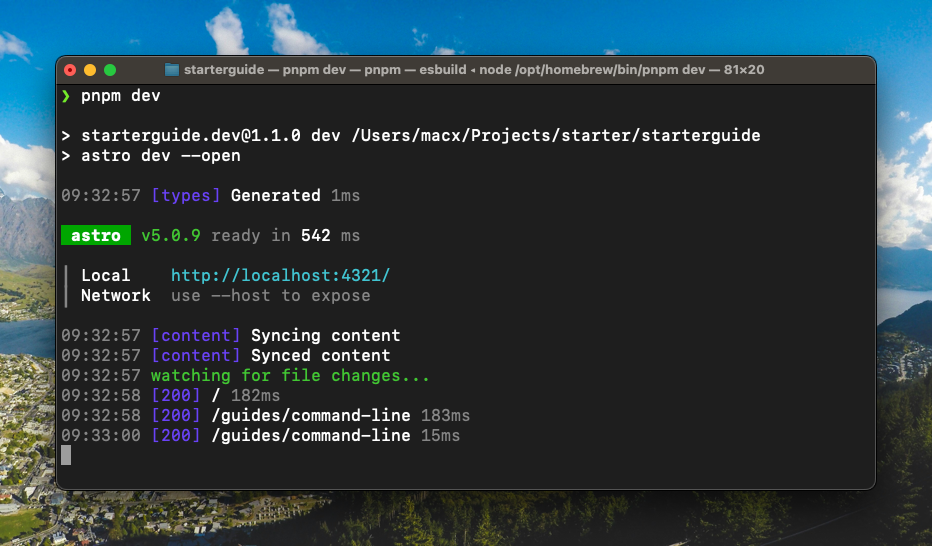 starterguide — pnpm dev — pnpm — esbuild ◂ node /opt/homebrew/bin/pnpm dev — 81×20
❯ pnpm dev
> starterguide.dev@1.1.0 dev /Users/macx/Projects/starter/starterguide
> astro dev --open
09:32:57 [types] Generated 1ms
astro v5.0.9 ready in 542 ms
┃ Local http://localhost:4321/
┃ Network use --host to expose
09:32:57 [content] Syncing content
09:32:57 [content] Synced content
09:32:57 watching for file changes...
09:32:58 [200] / 182ms
09:32:58 [200] /guides/command-line 183ms
09:33:00 [200] /guides/command-line 15ms